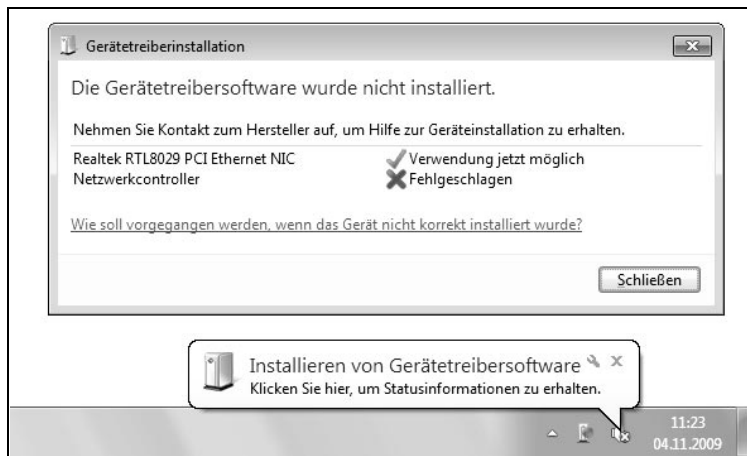 Gerätetreiberinstallation
Die Gerätetreibersoftware wurde nicht installiert.
Nehmen Sie Kontakt zum Hersteller auf, um Hilfe zur Geräteinstallation zu erhalten.
Realtek RTL8029 PCI Ethernet NIC Verwendung jetzt möglich
Netzwerkcontroller Fehlgeschlagen
Wie soll vorgegangen werden, wenn das Gerät nicht korrekt installiert wurde?
Schließen
Installieren von Gerätetreibersoftware
Klicken Sie hier, um Statusinformationen zu erhalten.
11:23
04.11.2009